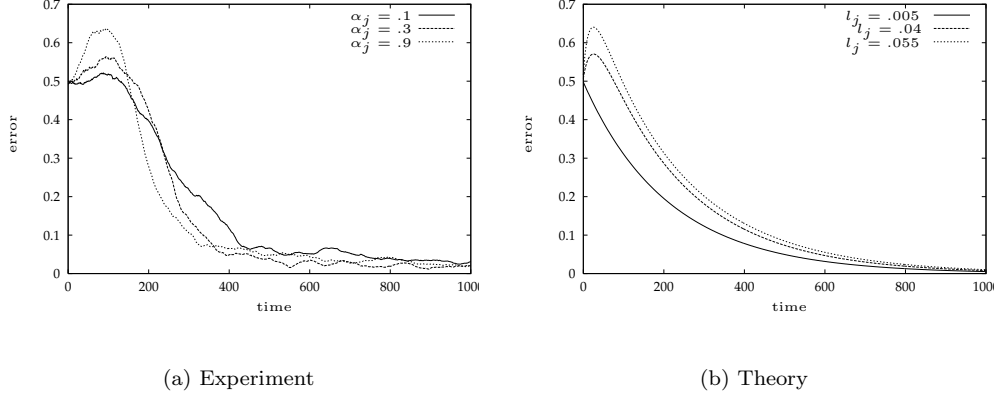 0.7
0.6
0.5
0.4
0.3
0.2
0.1
0
0
200
400
600
800
1000
error
time
αj = .1
αj = .3
αj = .9
(a) Experiment
0.7
0.6
0.5
0.4
0.3
0.2
0.1
0
0
200
400
600
800
1000
error
time
lj = .005
lj = .04
lj = .055
(b) Theory